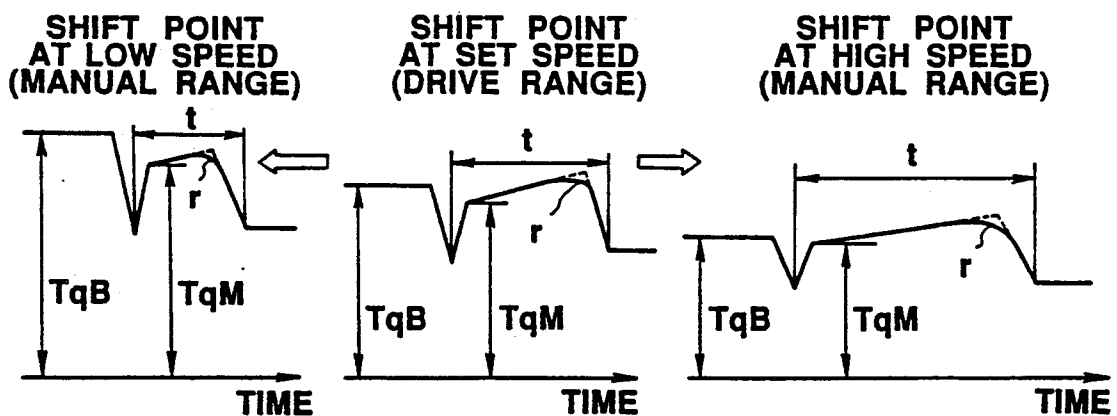 SHIFT POINT
AT LOW SPEED
(MANUAL RANGE)
t
r
TqB
TqM
TIME
SHIFT POINT
AT SET SPEED
(DRIVE RANGE)
t
r
TqB
TqM
TIME
SHIFT POINT
AT HIGH SPEED
(MANUAL RANGE)
t
r
TqB
TqM
TIME